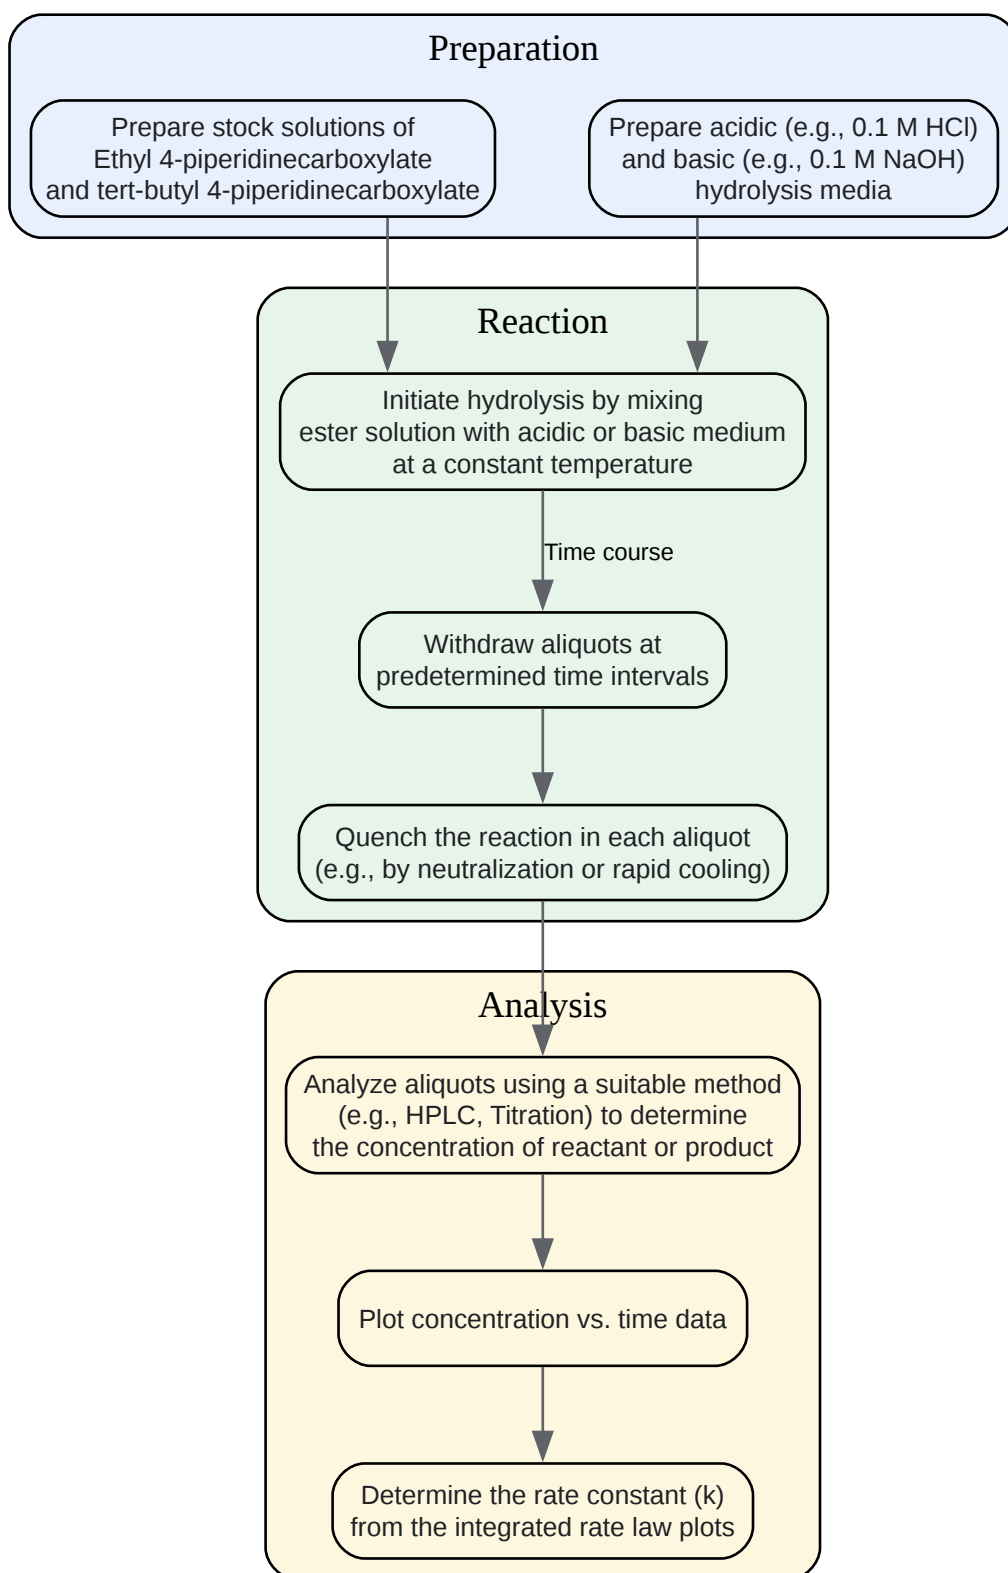 Preparation
Prepare stock solutions of
Ethyl 4-piperidinecarboxylate
and tert-butyl 4-piperidinecarboxylate
Prepare acidic (e.g., 0.1 M HCl)
and basic (e.g., 0.1 M NaOH)
hydrolysis media
Reaction
Initiate hydrolysis by mixing
ester solution with acidic or basic medium
at a constant temperature
Time course
Withdraw aliquots at
predetermined time intervals
Quench the reaction in each aliquot
(e.g., by neutralization or rapid cooling)
Analysis
Analyze aliquots using a suitable method
(e.g., HPLC, Titration) to determine
the concentration of reactant or product
Plot concentration vs. time data
Determine the rate constant (k)
from the integrated rate law plots